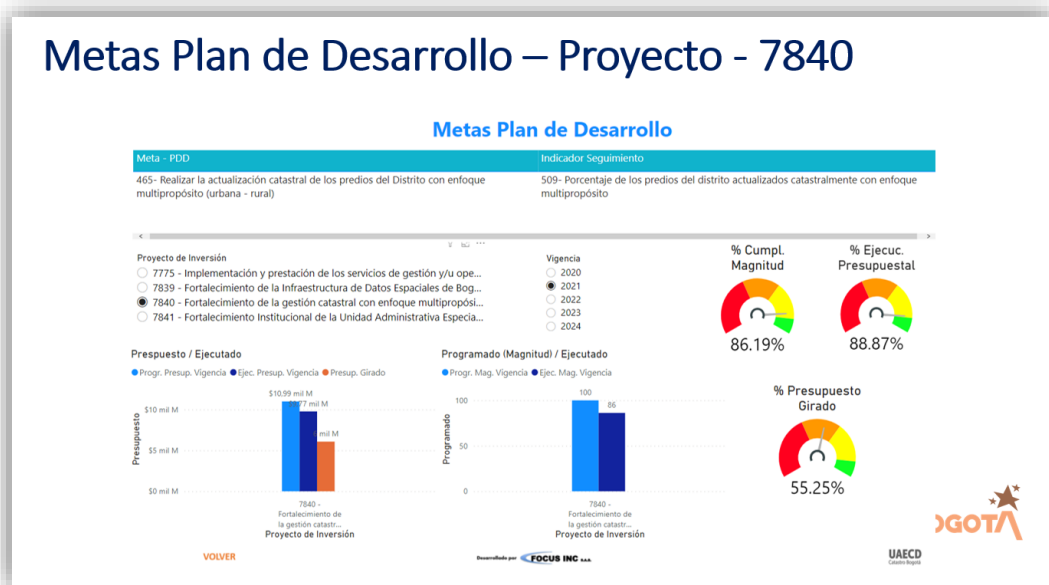 Metas Plan de Desarrollo – Proyecto - 7840
Metas Plan de Desarrollo
Meta - PDD
Indicador Seguimiento
465- Realizar la actualización catastral de los predios del Distrito con enfoque
multipropósito (urbana - rural)
509- Porcentaje de los predios del distrito actualizados catastralmente con enfoque
multipropósito
Proyecto de Inversión
7775 - Implementación y prestación de los servicios de gestión y/u ope...
7839 - Fortalecimiento de la Infraestructura de Datos Espaciales de Bog...
7840 - Fortalecimiento de la gestión catastral con enfoque multipropósi...
7841 - Fortalecimiento Institucional de la Unidad Administrativa Especia...
Vigencia
2020
2021
2022
2023
2024
% Cumpl.
Magnitud
86.19%
% Ejecuc.
Presupuestal
88.87%
Prespuesto / Ejecutado
Progr. Presup. Vigencia Ejec. Presup. Vigencia Presup. Girado
Presupuesto
$10 mil M
$5 mil M
$0 mil M
$10,99 mil M
77 mil M
mil M
7840 -
Fortalecimiento de
la gestión catastr...
Proyecto de Inversión
Programado (Magnitud) / Ejecutado
Progr. Mag. Vigencia Ejec. Mag. Vigencia
Programado
100
50
0
100
86
7840 -
Fortalecimiento de
la gestión catastr...
Proyecto de Inversión
% Presupuesto
Girado
55.25%
VOLVER
Desarrollado por FOCUS INC S.A.S.
OGOTA
UAECD
Catastro Bogotá